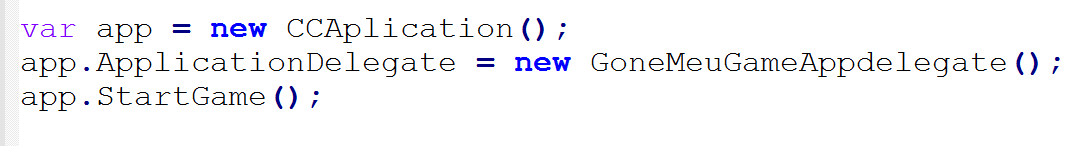 var app = new CCAplication();
app.ApplicationDelegate = new GoneMeuGameAppdelegate();
app.StartGame();